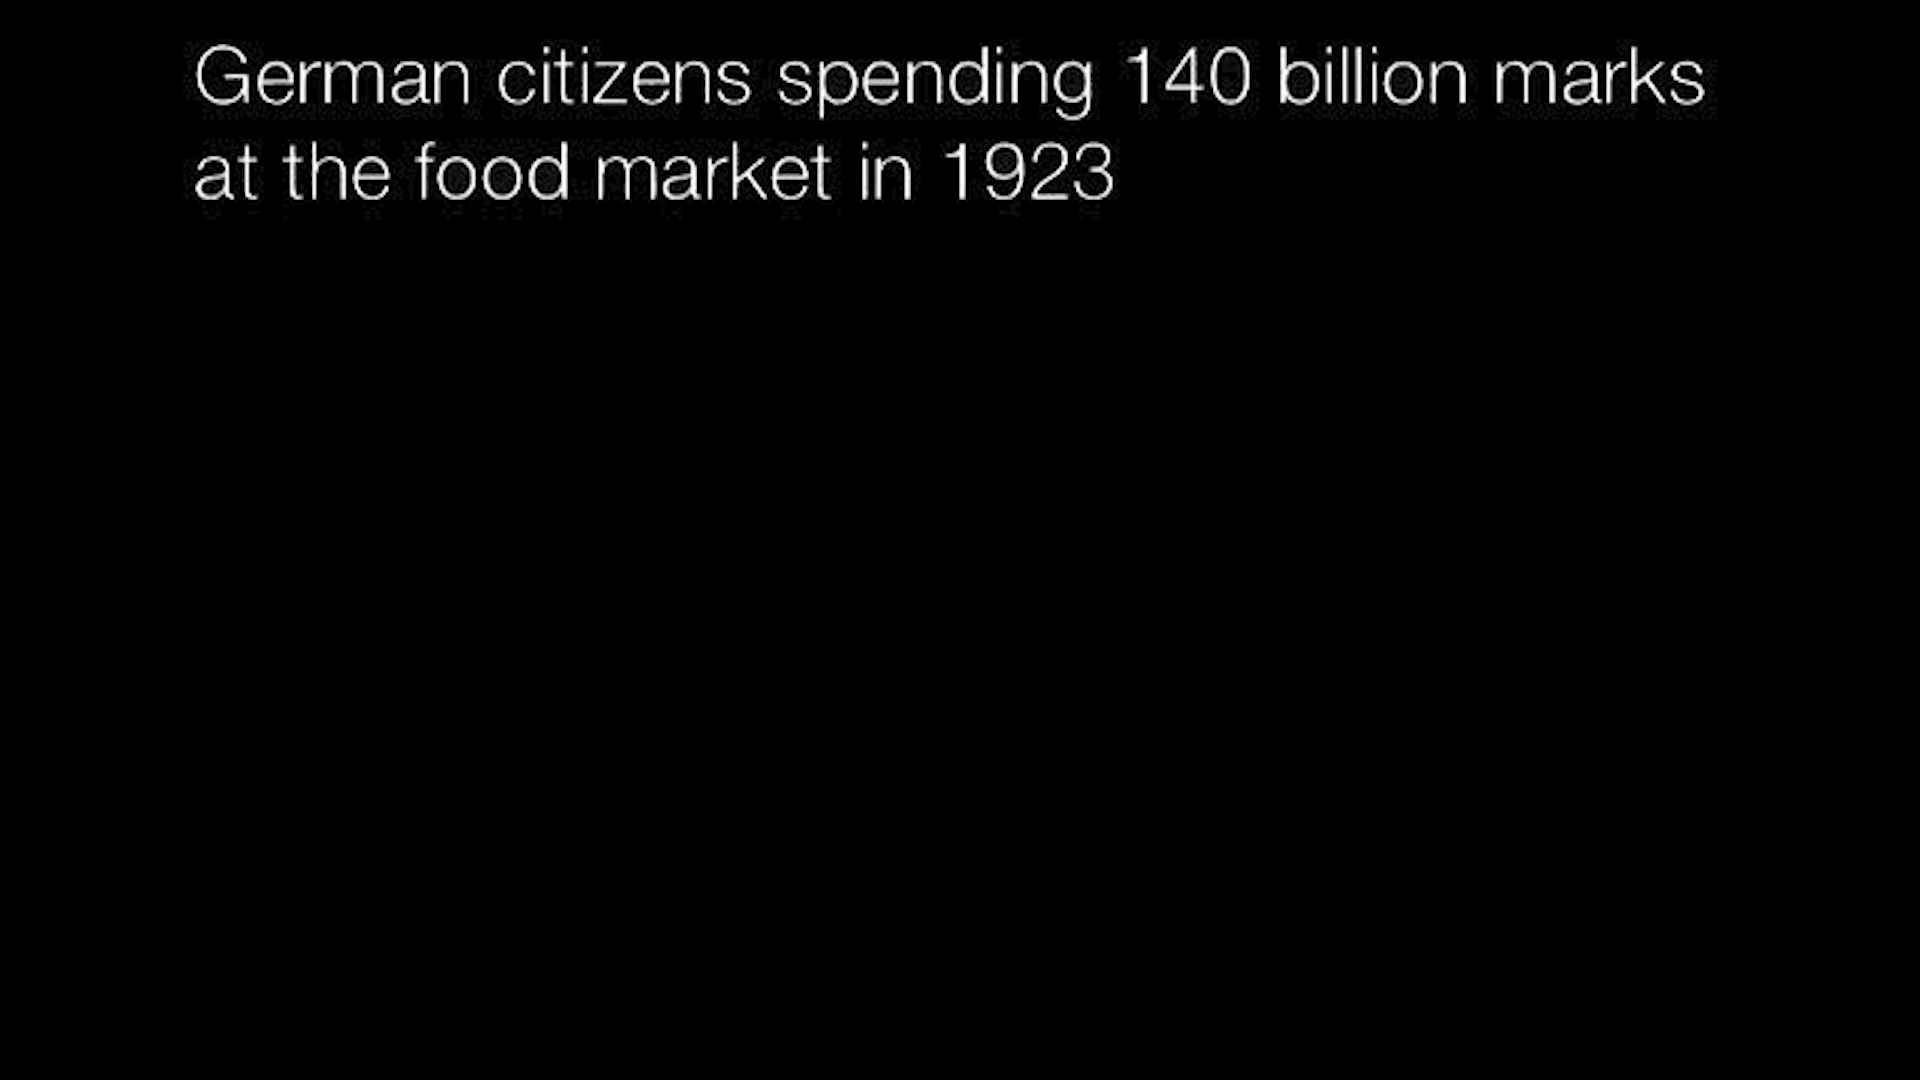 German citizens spending 140 billion marks
at the food market in 1923